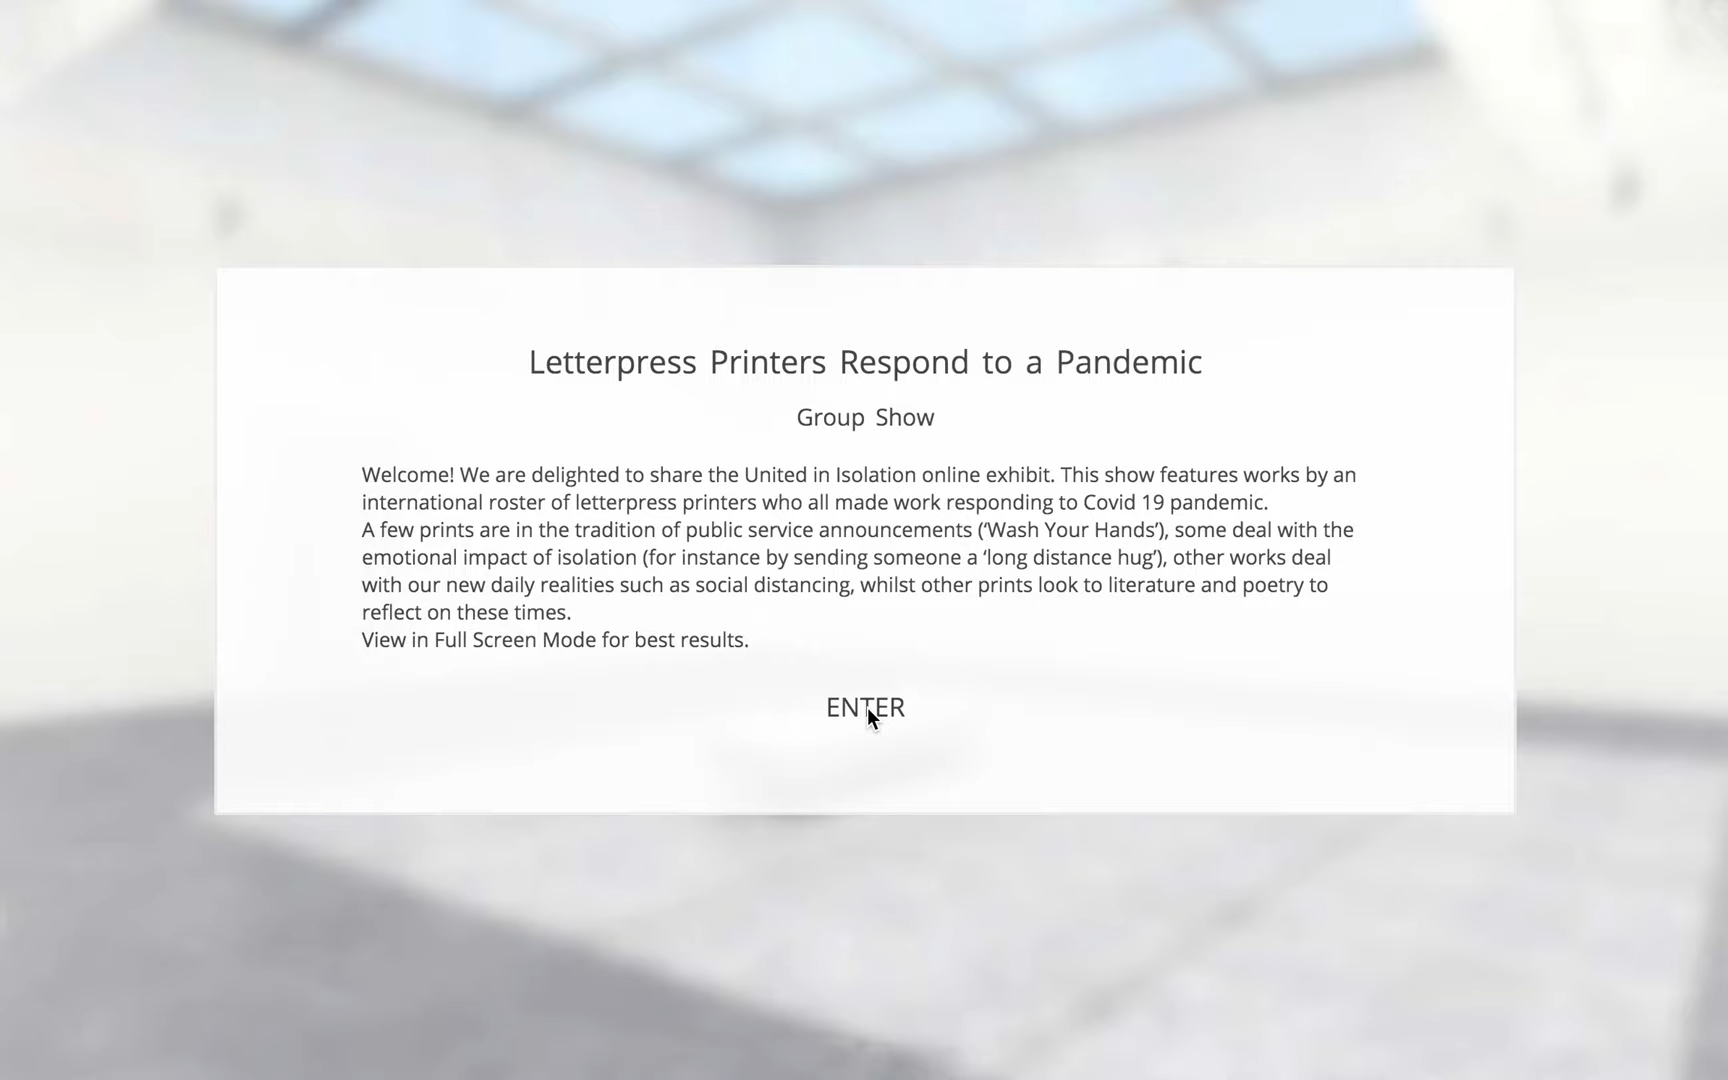 Letterpress Printers Respond to a Pandemic
Group Show
Welcome! We are delighted to share the United in Isolation online exhibit. This show features works by an
international roster of letterpress printers who all made work responding to Covid 19 pandemic.
A few prints are in the tradition of public service announcements (‘Wash Your Hands’), some deal with the
emotional impact of isolation (for instance by sending someone a ‘long distance hug’), other works deal
with our new daily realities such as social distancing, whilst other prints look to literature and poetry to
reflect on these times.
View in Full Screen Mode for best results.
ENTER